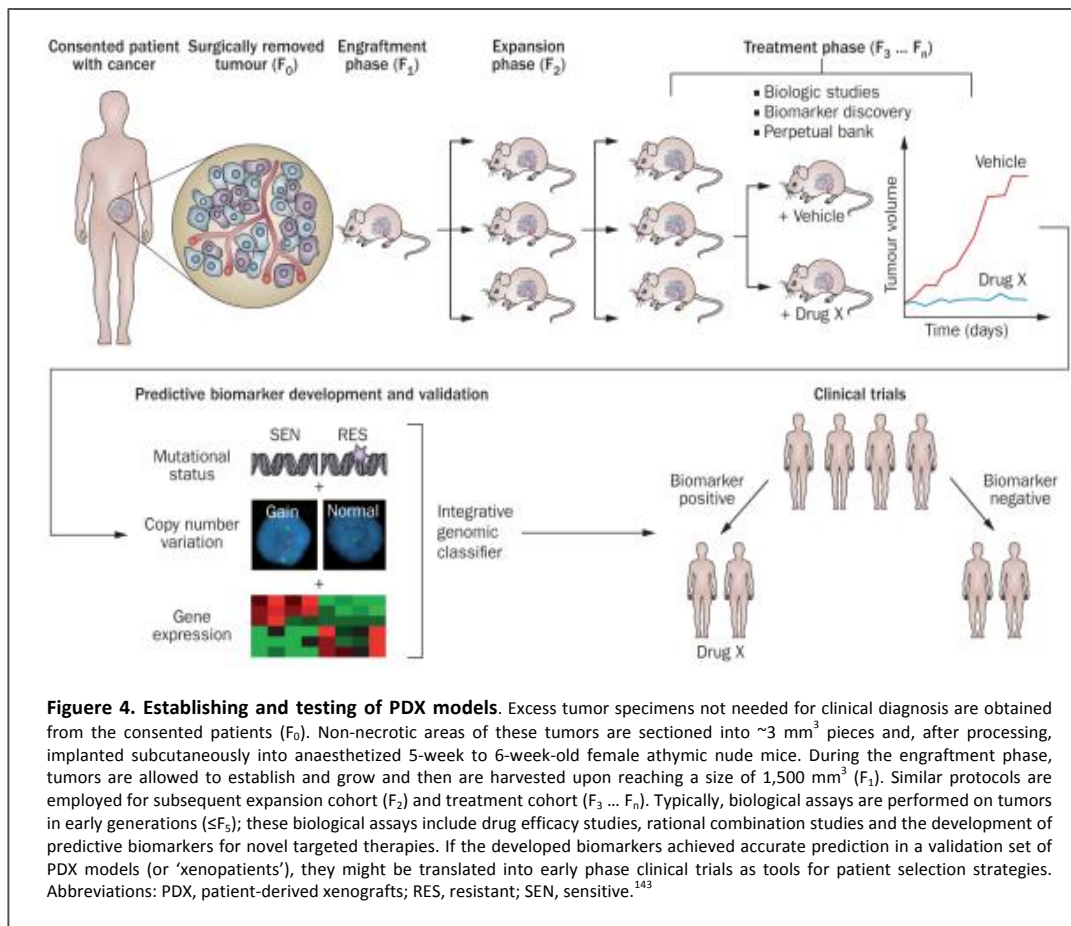 Consented patient with cancer
Surgically removed tumour (F₀)
Engraftment phase (F₁)
Expansion phase (F₂)
Treatment phase (F₃ ... Fₙ)
▪ Biologic studies
▪ Biomarker discovery
▪ Perpetual bank
+ Vehicle
+ Drug X
Tumour volume
Vehicle
Drug X
Time (days)
Predictive biomarker development and validation
SEN
RES
Mutational status
+
Copy number variation
Gain
Normal
+
Gene expression
Integrative genomic classifier
Clinical trials
Biomarker positive
Biomarker negative
Drug X
Figuere 4. Establishing and testing of PDX models. Excess tumor specimens not needed for clinical diagnosis are obtained
from the consented patients (F₀). Non-necrotic areas of these tumors are sectioned into ~3 mm³ pieces and, after processing,
implanted subcutaneously into anaesthetized 5-week to 6-week-old female athymic nude mice. During the engraftment phase,
tumors are allowed to establish and grow and then are harvested upon reaching a size of 1,500 mm³ (F₁). Similar protocols are
employed for subsequent expansion cohort (F₂) and treatment cohort (F₃ ... Fₙ). Typically, biological assays are performed on tumors
in early generations (≤F₅); these biological assays include drug efficacy studies, rational combination studies and the development of
predictive biomarkers for novel targeted therapies. If the developed biomarkers achieved accurate prediction in a validation set of
PDX models (or ‘xenopatients’), they might be translated into early phase clinical trials as tools for patient selection strategies.
Abbreviations: PDX, patient-derived xenografts; RES, resistant; SEN, sensitive.¹⁴³